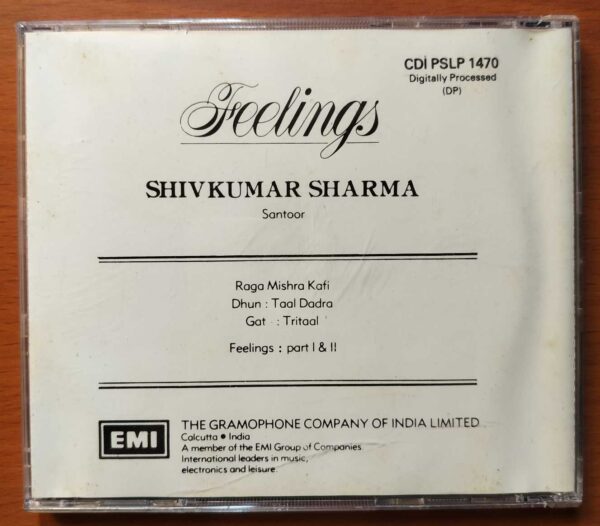 CDİ PSLP 1470
Digitally Processed
(DP)
Feelings
SHIVKUMAR SHARMA
Santoor
Raga Mishra Kafi
Dhun : Taal Dadra
Gat : Tritaal
Feelings : part I & II
EMI
THE GRAMOPHONE COMPANY OF INDIA LIMITED
Calcutta • India
A member of the EMI Group of Companies
International leaders in music,
electronics and leisure.